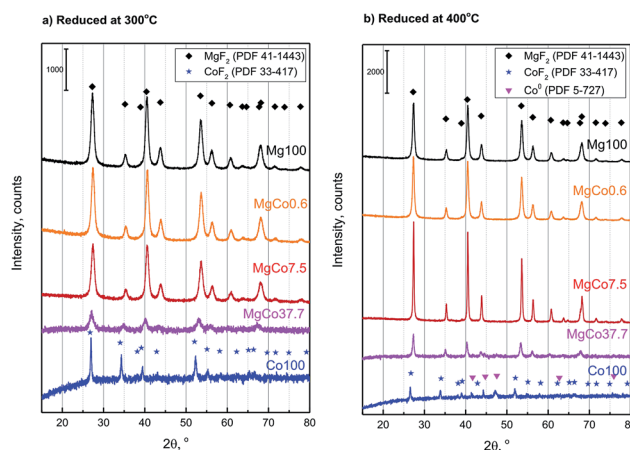 a) Reduced at 300°C
1000
MgF2 (PDF 41-1443)
CoF2 (PDF 33-417)
Mg100
MgCo0.6
MgCo7.5
MgCo37.7
Co100
Intensity, counts
20 30 40 50 60 70 80
2θ, °
b) Reduced at 400°C
2000
MgF2 (PDF 41-1443)
CoF2 (PDF 33-417)
Co0 (PDF 5-727)
Mg100
MgCo0.6
MgCo7.5
MgCo37.7
Co100
Intensity, counts
20 30 40 50 60 70 80
2θ, °